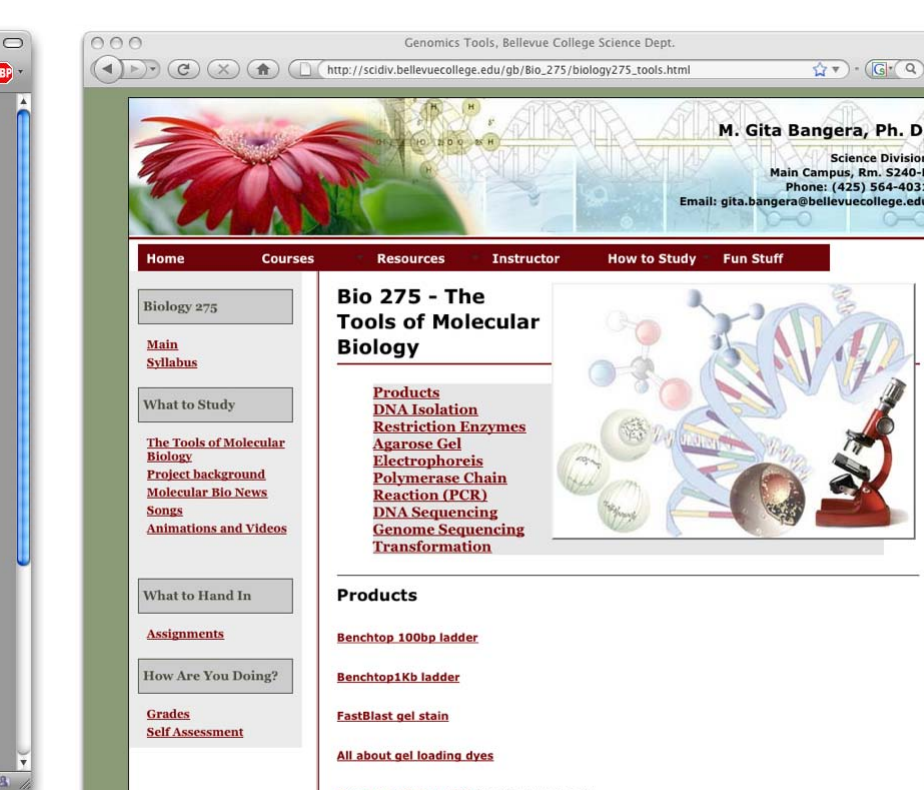 BP
Genomics Tools, Bellevue College Science Dept.
http://scidiv.bellevuecollege.edu/gb/Bio_275/biology275_tools.html
M. Gita Bangera, Ph. D
Science Division
Main Campus, Rm. S240-
Phone: (425) 564-403
Email: gita.bangera@bellevuecollege.edu
Home Courses Resources Instructor How to Study Fun Stuff
Biology 275
Main
Syllabus
What to Study
The Tools of Molecular
Biology
Project background
Molecular Bio News
Songs
Animations and Videos
What to Hand In
Assignments
How Are You Doing?
Grades
Self Assessment
Bio 275 - The
Tools of Molecular
Biology
Products
DNA Isolation
Restriction Enzymes
Agarose Gel
Electrophoreis
Polymerase Chain
Reaction (PCR)
DNA Sequencing
Genome Sequencing
Transformation
Products
Benchtop 100bp ladder
Benchtop1Kb ladder
FastBlast gel stain
All about gel loading dyes